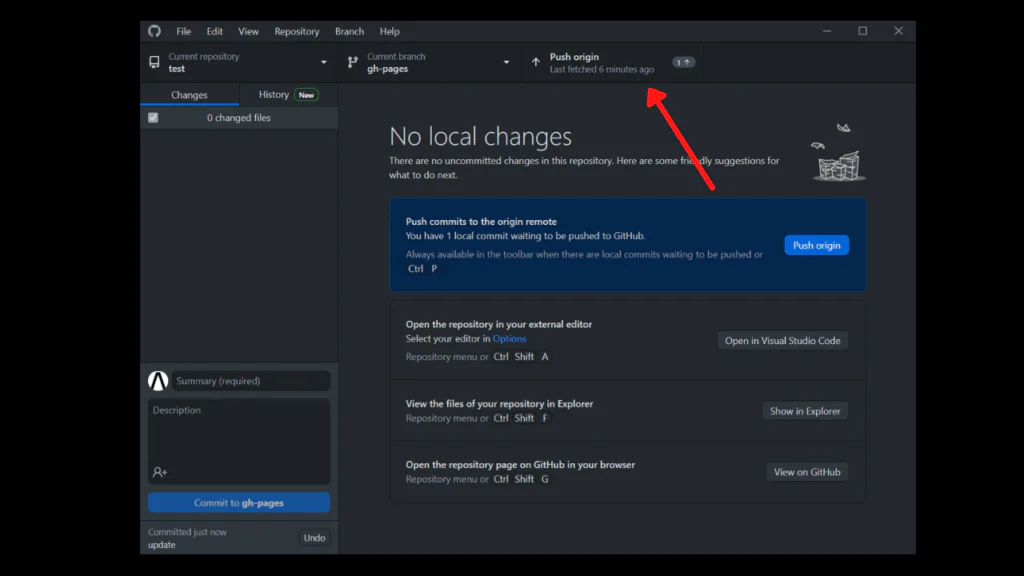 File Edit View Repository Branch Help
Current repository
test
Current branch
gh-pages
Push origin
Last fetched 6 minutes ago
1
Changes
History New
0 changed files
No local changes
There are no uncommitted changes in this repository. Here are some friendly suggestions for
what to do next.
Push commits to the origin remote
You have 1 local commit waiting to be pushed to GitHub.
Always available in the toolbar when there are local commits waiting to be pushed or
Ctrl P
Push origin
Open the repository in your external editor
Select your editor in Options
Repository menu or Ctrl Shift A
Open in Visual Studio Code
View the files of your repository in Explorer
Repository menu or Ctrl Shift F
Show in Explorer
Open the repository page on GitHub in your browser
Repository menu or Ctrl Shift G
View on GitHub
Summary (required)
Description
Commit to gh-pages
Committed just now
update
Undo